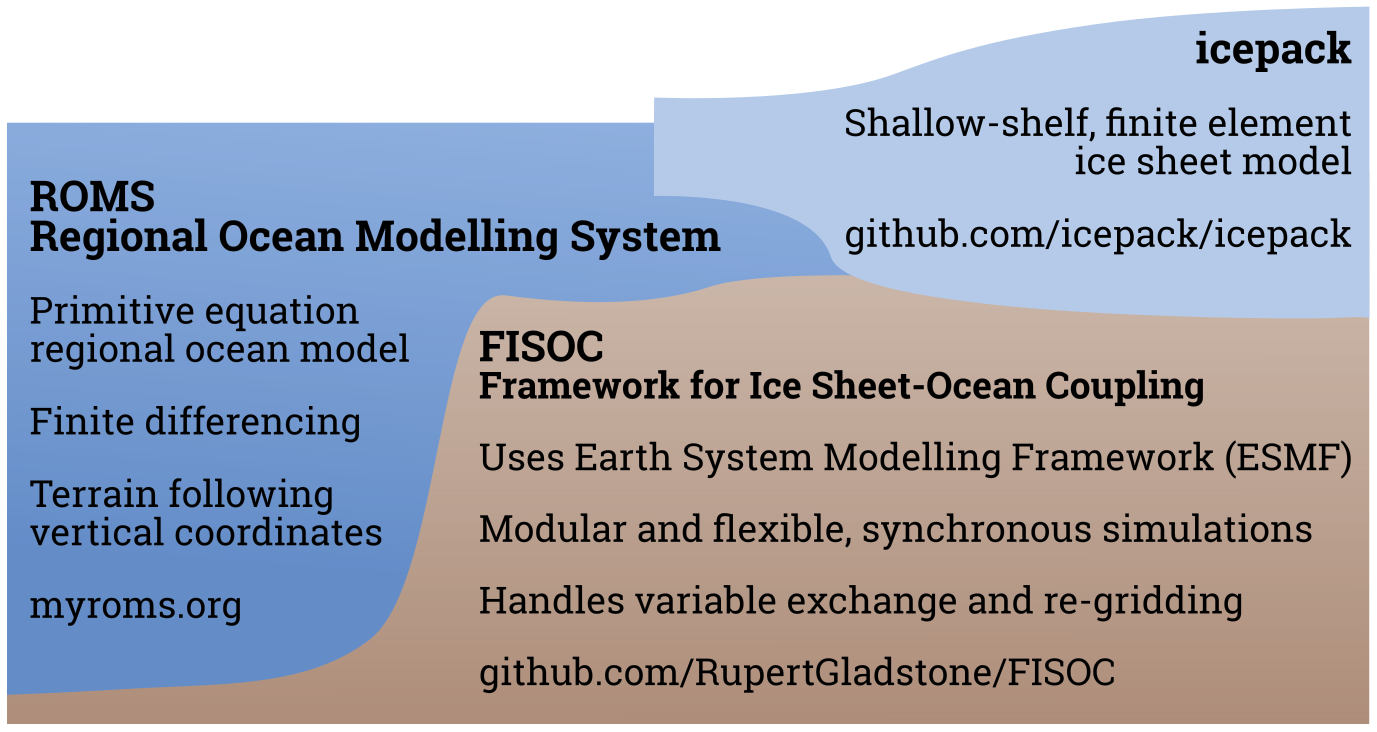 icepack
Shallow-shelf, finite element
ice sheet model
github.com/icepack/icepack
ROMS
Regional Ocean Modelling System
Primitive equation
regional ocean model
Finite differencing
Terrain following
vertical coordinates
myroms.org
FISOC
Framework for Ice Sheet-Ocean Coupling
Uses Earth System Modelling Framework (ESMF)
Modular and flexible, synchronous simulations
Handles variable exchange and re-gridding
github.com/RupertGladstone/FISOC